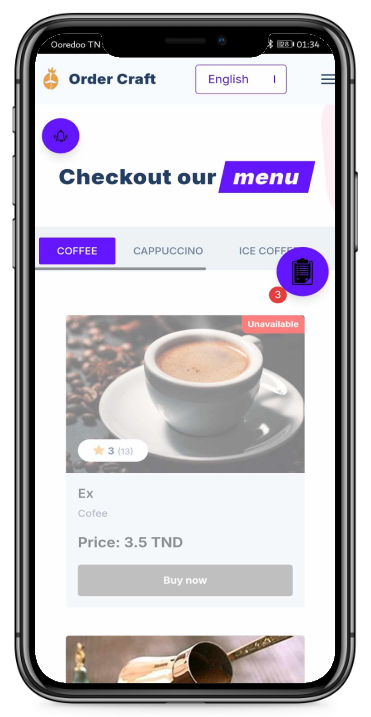 Ooredoo TN
28 01:34
Order Craft
English
Checkout our menu
COFFEE CAPPUCCINO ICE COFFEE
3
Unavailable
3 (13)
Ex
Cofee
Price: 3.5 TND
Buy now